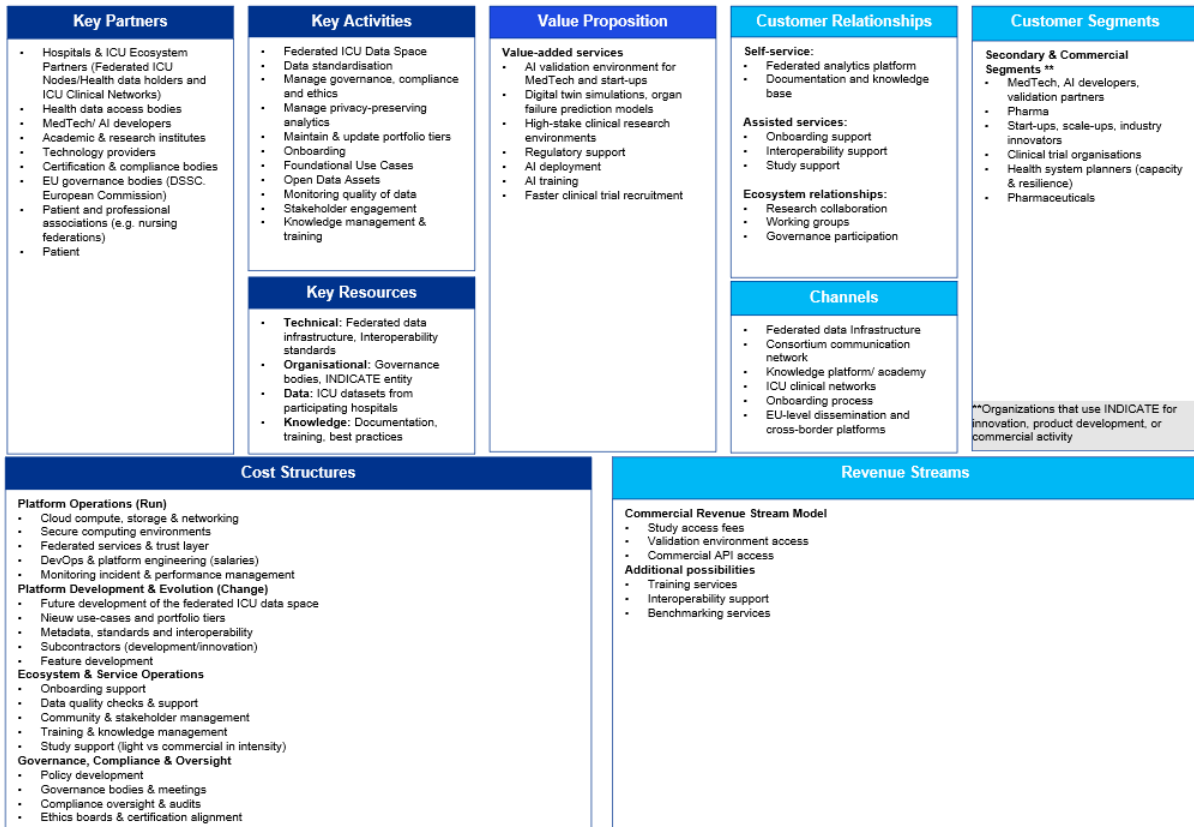 Key Partners
• Hospitals & ICU Ecosystem
Partners (Federated ICU
Nodes/Health data holders and
ICU Clinical Networks)
• Health data access bodies
• MedTech/ AI developers
• Academic & research institutes
• Technology providers
• Certification & compliance bodies
• EU governance bodies (DSSC.
European Commission)
• Patient and professional
associations (e.g. nursing
federations)
• Patient
Key Activities
• Federated ICU Data Space
• Data standardisation
• Manage governance, compliance
and ethics
• Manage privacy-preserving
analytics
• Maintain & update portfolio tiers
• Onboarding
• Foundational Use Cases
• Open Data Assets
• Monitoring quality of data
• Stakeholder engagement
• Knowledge management &
training
Key Resources
• Technical: Federated data
infrastructure, Interoperability
standards
• Organisational: Governance
bodies, INDICATE entity
• Data: ICU datasets from
participating hospitals
• Knowledge: Documentation,
training, best practices
Value Proposition
Value-added services
• AI validation environment for
MedTech and start-ups
• Digital twin simulations, organ
failure prediction models
• High-stake clinical research
environments
• Regulatory support
• AI deployment
• AI training
• Faster clinical trial recruitment
Customer Relationships
Self-service:
• Federated analytics platform
• Documentation and knowledge
base
Assisted services:
• Onboarding support
• Interoperability support
• Study support
Ecosystem relationships:
• Research collaboration
• Working groups
• Governance participation
Channels
• Federated data Infrastructure
• Consortium communication
network
• Knowledge platform/ academy
• ICU clinical networks
• Onboarding process
• EU-level dissemination and
cross-border platforms
Customer Segments
Secondary & Commercial
Segments **
• MedTech, AI developers,
validation partners
• Pharma
• Start-ups, scale-ups, industry
innovators
• Clinical trial organisations
• Health system planners (capacity
& resilience)
• Pharmaceuticals
**Organizations that use INDICATE for
innovation, product development, or
commercial activity
Cost Structures
Platform Operations (Run)
• Cloud compute, storage & networking
• Secure computing environments
• Federated services & trust layer
• DevOps & platform engineering (salaries)
• Monitoring incident & performance management
Platform Development & Evolution (Change)
• Future development of the federated ICU data space
• Nieuw use-cases and portfolio tiers
• Metadata, standards and interoperability
• Subcontractors (development/innovation)
• Feature development
Ecosystem & Service Operations
• Onboarding support
• Data quality checks & support
• Community & stakeholder management
• Training & knowledge management
• Study support (light vs commercial in intensity)
Governance, Compliance & Oversight
• Policy development
• Governance bodies & meetings
• Compliance oversight & audits
• Ethics boards & certification alignment
Revenue Streams
Commercial Revenue Stream Model
• Study access fees
• Validation environment access
• Commercial API access
Additional possibilities
• Training services
• Interoperability support
• Benchmarking services